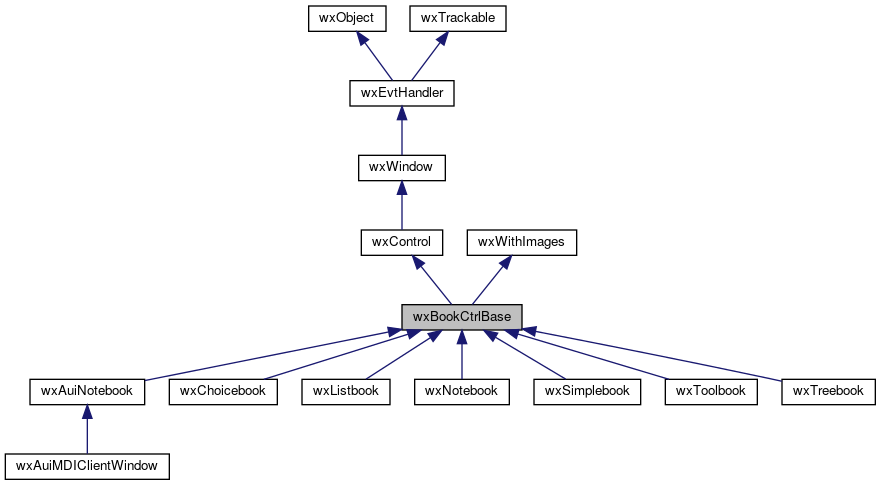 wxObject
wxTrackable
wxEvtHandler
wxWindow
wxControl
wxWithImages
wxBookCtrlBase
wxAuiNotebook
wxChoicebook
wxListbook
wxNotebook
wxSimplebook
wxToolbook
wxTreebook
wxAuiMDIClientWindow